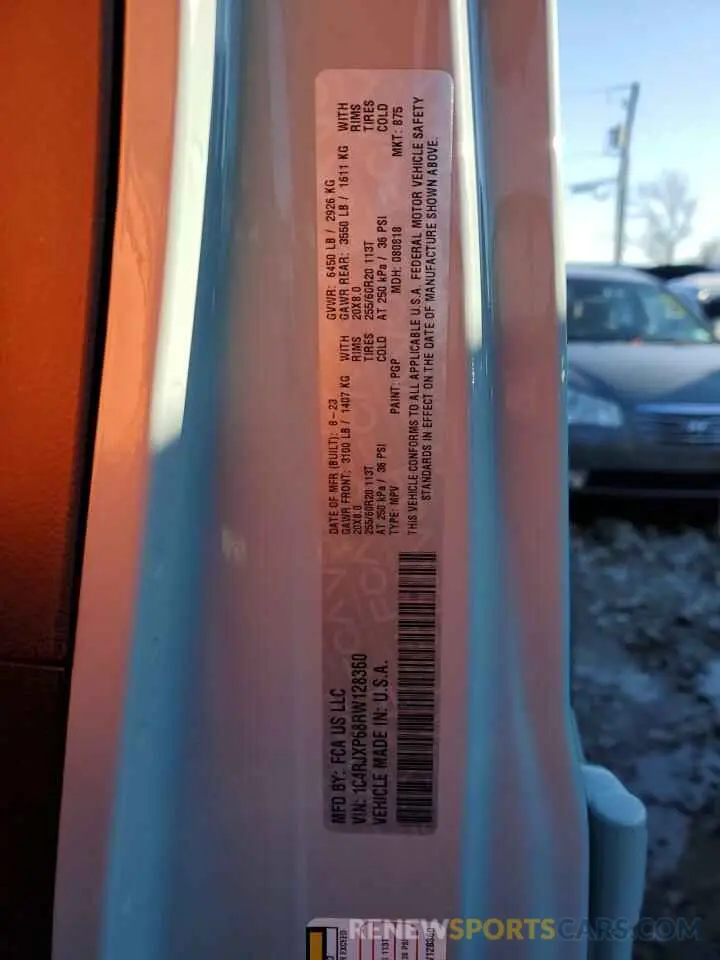 MFD BY: FCA US LLC
VIN: 1C4RJXP68RW128360
VEHICLE MADE IN: U.S.A.
DATE OF MFR (BUILT): 8-23 GVWR: 6450 LB / 2926 KG
GAWR FRONT: 3100 LB / 1407 KG WITH GAWR REAR: 3550 LB / 1611 KG WITH
20X8.0 RIMS 20X8.0 RIMS
255/60R20 113T TIRES 255/60R20 113T TIRES
AT 250 kPa / 36 PSI COLD AT 250 kPa / 36 PSI COLD
TYPE: MPV PAINT: PGP MDH: 080818 MKT: 875
THIS VEHICLE CONFORMS TO ALL APPLICABLE U.S.A. FEDERAL MOTOR VEHICLE SAFETY
STANDARDS IN EFFECT ON THE DATE OF MANUFACTURE SHOWN ABOVE.
113T
RENEWSPORTSCARS.COM